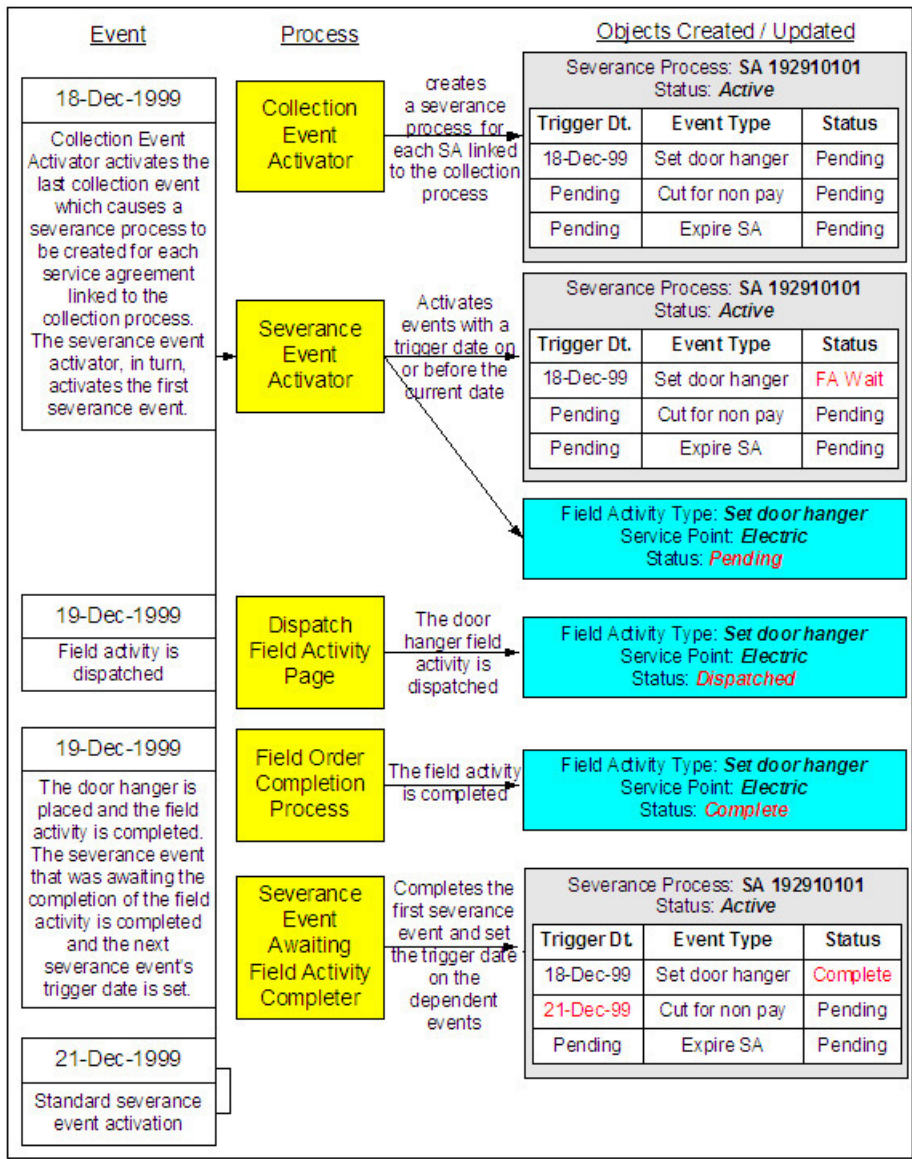 Event
Process
Objects Created / Updated
18-Dec-1999
Collection Event
Activator activates the
last collection event
which causes a
severance process to
be created for each
service agreement
linked to the
collection process.
The severance event
activator, in turn,
activates the first
severance event.
Collection
Event
Activator
creates
a severance
process for
each SA linked
to the collection
process
Severance Process: SA 192910101
Status: Active
Trigger Dt. Event Type Status
18-Dec-99 Set door hanger Pending
Pending Cut for non pay Pending
Pending Expire SA Pending
Severance
Event
Activator
Activates
events with a
trigger date on
or before the
current date
Severance Process: SA 192910101
Status: Active
Trigger Dt. Event Type Status
18-Dec-99 Set door hanger FA Wait
Pending Cut for non pay Pending
Pending Expire SA Pending
Field Activity Type: Set door hanger
Service Point: Electric
Status: Pending
19-Dec-1999
Field activity is
dispatched
Dispatch
Field Activity
Page
The door
hanger field
activity is
dispatched
Field Activity Type: Set door hanger
Service Point: Electric
Status: Dispatched
19-Dec-1999
The door hanger is
placed and the field
activity is completed.
The severance event
that was awaiting the
completion of the field
activity is completed
and the next
severance event's
trigger date is set.
Field Order
Completion
Process
The field activity
is completed
Field Activity Type: Set door hanger
Service Point: Electric
Status: Complete
Severance
Event
Awaiting
Field Activity
Completer
Completes the
first severance
event and set
the trigger date
on the
dependent
events
Severance Process: SA 192910101
Status: Active
Trigger Dt. Event Type Status
18-Dec-99 Set door hanger Complete
21-Dec-99 Cut for non pay Pending
Pending Expire SA Pending
21-Dec-1999
Standard severance
event activation